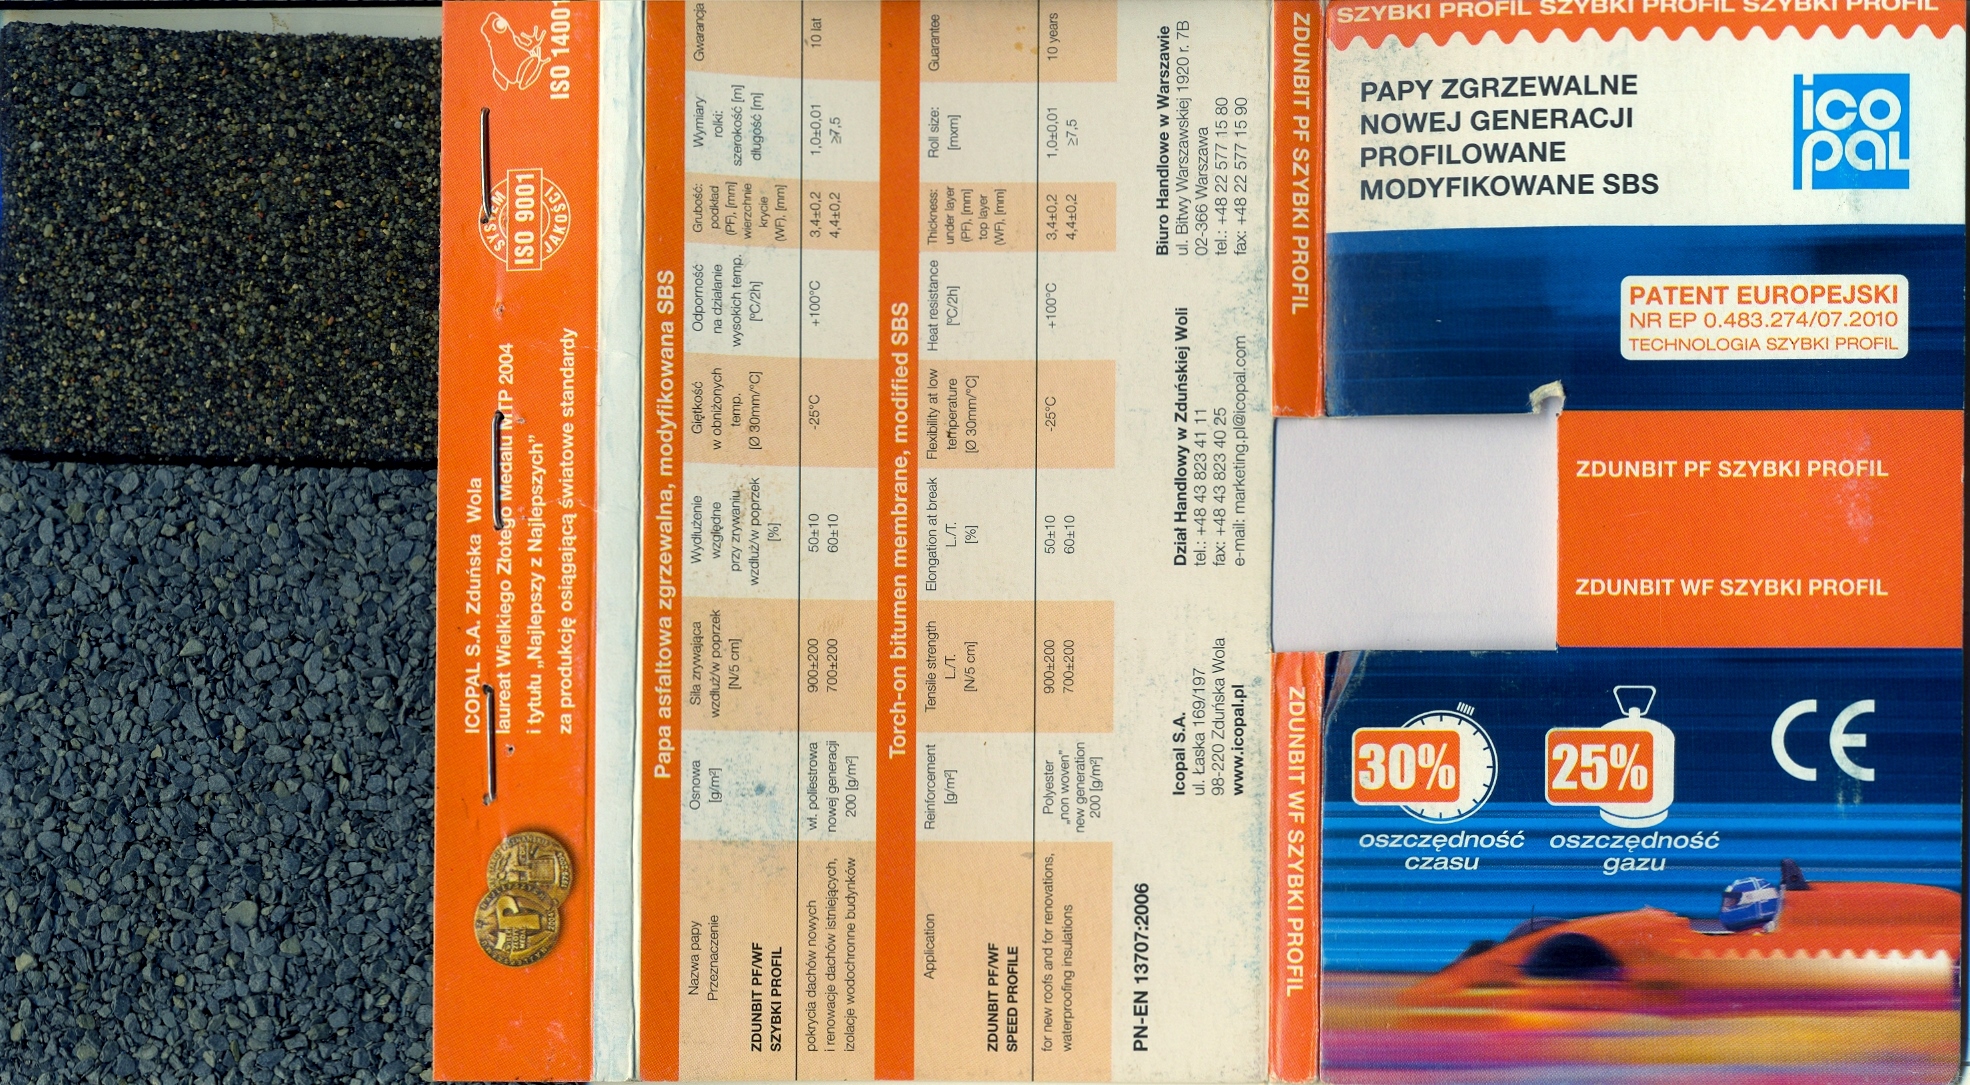 ICOPAL S.A. Zduńska Wola
laureat Wielkiego Złotego Medalu MTP 2004
i tytułu „Najlepszy z Najlepszych”
za produkcję osiągającą światowe standardy
SYSTEM
ISO 9001
JAKOŚCI
ISO 14001
Papa asfaltowa zgrzewalna, modyfikowana SBS
Nazwa papy
Przeznaczenie
Osnowa
[g/m²]
Siła zrywająca
wzdłuż/w poprzek
[N/5 cm]
Wydłużenie
względne
przy zrywaniu
wzdłuż/w poprzek
[%]
Giętkość
w obniżonych
temp.
[Ø 30mm/°C]
Odporność
na działanie
wysokich temp.
[°C/2h]
Grubość:
podkład
(PF), [mm]
wierzchnie
krycie
(WF), [mm]
Wymiary
rolki:
szerokość [m]
długość [m]
Gwarancja
ZDUNBIT PF/WF
SZYBKI PROFIL
pokrycia dachów nowych
i renowacje dachów istniejących,
izolacje wodochronne budynków
wł. poliestrowa
nowej generacji
200 [g/m²]
900±200
700±200
50±10
60±10
-25°C
+100°C
3,4±0,2
4,4±0,2
1,0±0,01
≥7,5
10 lat
Torch-on bitumen membrane, modified SBS
Application
Reinforcement
[g/m²]
Tensile strength
L./T.
[N/5 cm]
Elongation at break
L./T.
[%]
Flexibility at low
temperature
[Ø 30mm/°C]
Heat resistance
[°C/2h]
Thickness:
under layer
(PF), [mm]
top layer
(WF), [mm]
Roll size:
[mxm]
Guarantee
ZDUNBIT PF/WF
SPEED PROFILE
for new roofs and for renovations,
waterproofing insulations
Polyester
„non woven”
new generation
200 [g/m²]
900±200
700±200
50±10
60±10
-25°C
+100°C
3,4±0,2
4,4±0,2
1,0±0,01
≥7,5
10 years
PN-EN 13707:2006
Icopal S.A.
ul. Łaska 169/197
98-220 Zduńska Wola
www.icopal.pl
Dział Handlowy w Zduńskiej Woli
tel.: +48 43 823 41 11
fax: +48 43 823 40 25
e-mail: marketing.pl@icopal.com
Biuro Handlowe w Warszawie
ul. Bitwy Warszawskiej 1920 r. 7B
02-366 Warszawa
tel.: +48 22 577 15 80
fax: +48 22 577 15 90
ZDUNBIT PF SZYBKI PROFIL
ZDUNBIT WF SZYBKI PROFIL
SZYBKI PROFIL SZYBKI PROFIL SZYBKI PROFIL
PAPY ZGRZEWALNE
NOWEJ GENERACJI
PROFILOWANE
MODYFIKOWANE SBS
ico
paL
PATENT EUROPEJSKI
NR EP 0.483.274/07.2010
TECHNOLOGIA SZYBKI PROFIL
ZDUNBIT PF SZYBKI PROFIL
ZDUNBIT WF SZYBKI PROFIL
30%
oszczędność
czasu
25%
oszczędność
gazu
CE